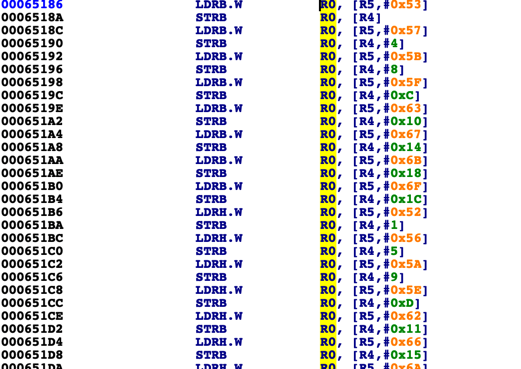 00065186 LDRB.W R0, [R5,#0x53]
0006518A STRB R0, [R4]
0006518C LDRB.W R0, [R5,#0x57]
00065190 STRB R0, [R4,#4]
00065192 LDRB.W R0, [R5,#0x5B]
00065196 STRB R0, [R4,#8]
00065198 LDRB.W R0, [R5,#0x5F]
0006519C STRB R0, [R4,#0xC]
0006519E LDRB.W R0, [R5,#0x63]
000651A2 STRB R0, [R4,#0x10]
000651A4 LDRB.W R0, [R5,#0x67]
000651A8 STRB R0, [R4,#0x14]
000651AA LDRB.W R0, [R5,#0x6B]
000651AE STRB R0, [R4,#0x18]
000651B0 LDRB.W R0, [R5,#0x6F]
000651B4 STRB R0, [R4,#0x1C]
000651B6 LDRH.W R0, [R5,#0x52]
000651BA STRB R0, [R4,#1]
000651BC LDRH.W R0, [R5,#0x56]
000651C0 STRB R0, [R4,#5]
000651C2 LDRH.W R0, [R5,#0x5A]
000651C6 STRB R0, [R4,#9]
000651C8 LDRH.W R0, [R5,#0x5E]
000651CC STRB R0, [R4,#0xD]
000651CE LDRH.W R0, [R5,#0x62]
000651D2 STRB R0, [R4,#0x11]
000651D4 LDRH.W R0, [R5,#0x66]
000651D8 STRB R0, [R4,#0x15]
000651DA LDRH.W R0, [R5,#0x6A]